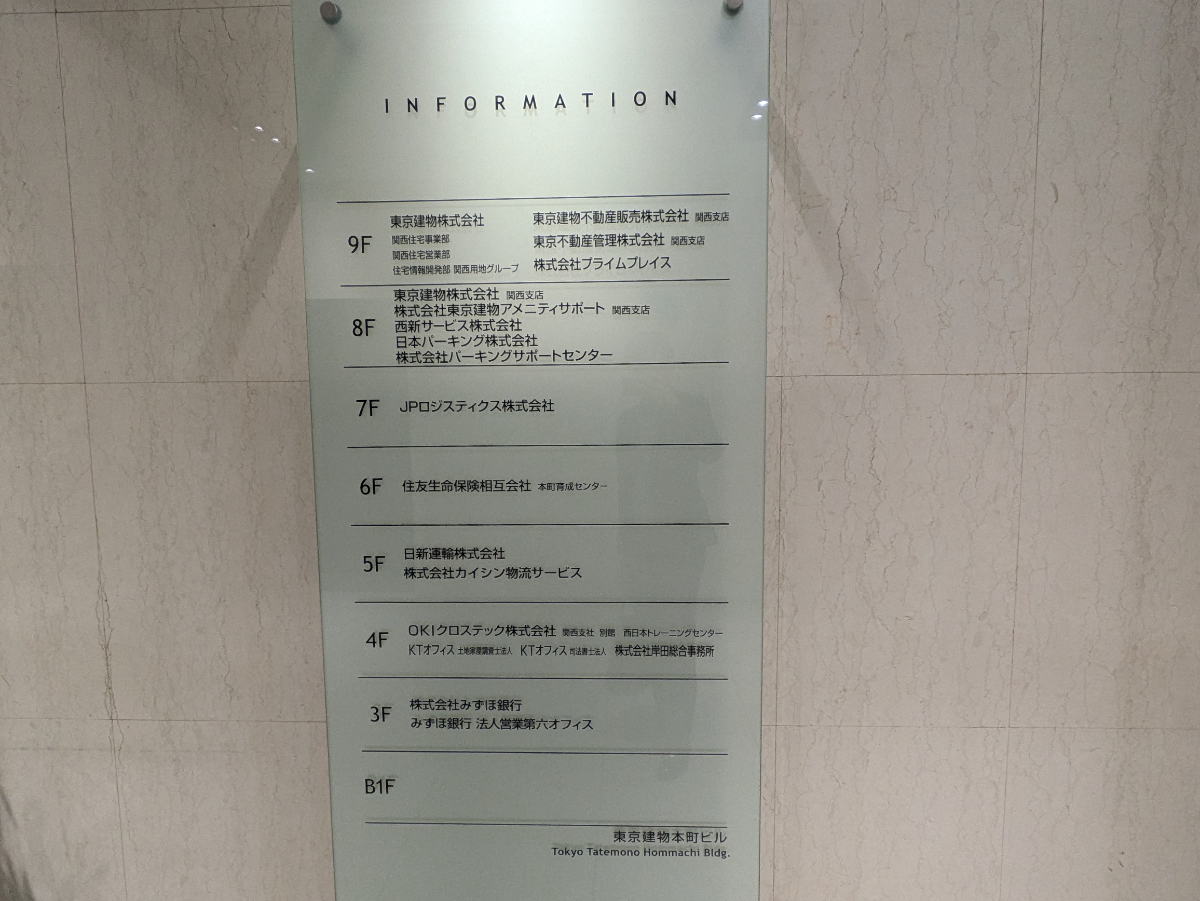 INFORMATION
9F
東京建物株式会社
関西住宅事業部
関西住宅営業部
住宅情報開発部 関西用地グループ
東京建物不動産販売株式会社 関西支店
東京不動産管理株式会社 関西支店
株式会社プライムプレイス
8F
東京建物株式会社 関西支店
株式会社東京建物アメニティサポート 関西支店
西新サービス株式会社
日本パーキング株式会社
株式会社パーキングサポートセンター
7F
JPロジスティクス株式会社
6F
住友生命保険相互会社 本町育成センター
5F
日新運輸株式会社
株式会社カイシン物流サービス
4F
OKIクロステック株式会社 関西支社 別館 西日本トレーニングセンター
KTオフィス 土地家屋調査士法人 KTオフィス 司法書士法人 株式会社岸田総合事務所
3F
株式会社みずほ銀行
みずほ銀行 法人営業第六オフィス
B1F
東京建物本町ビル
Tokyo Tatemono Hommachi Bldg.